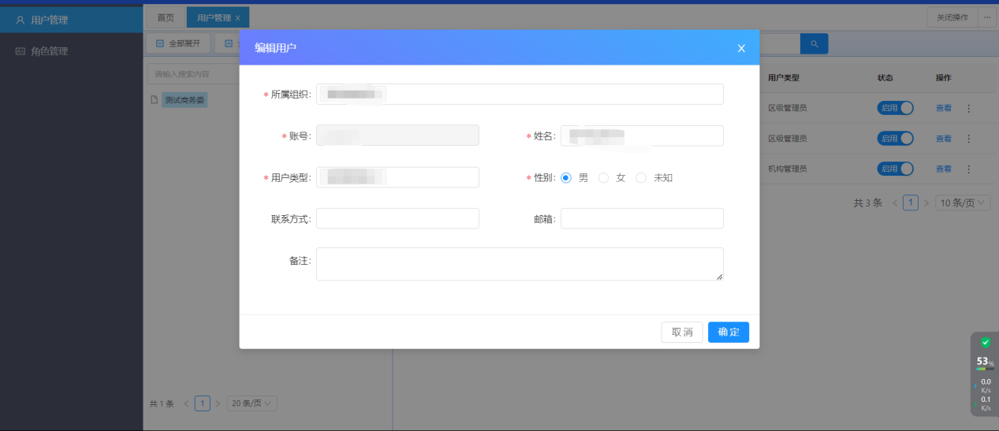 用户管理
角色管理
首页
用户管理 x
关闭操作
全部展开
请输入搜索内容
测试商务委
共 1 条 < 1 > 20 条/页
编辑用户 X
* 所属组织:
* 账号:
* 姓名:
* 用户类型:
* 性别: 男 女 未知
联系方式:
邮箱:
备注:
取 消
确 定
用户类型 状态 操作
区级管理员 启用 查看
区级管理员 启用 查看
机构管理员 启用 查看
共 3 条 < 1 > 10 条/页
53%
0.0
K/s
0.1
K/s